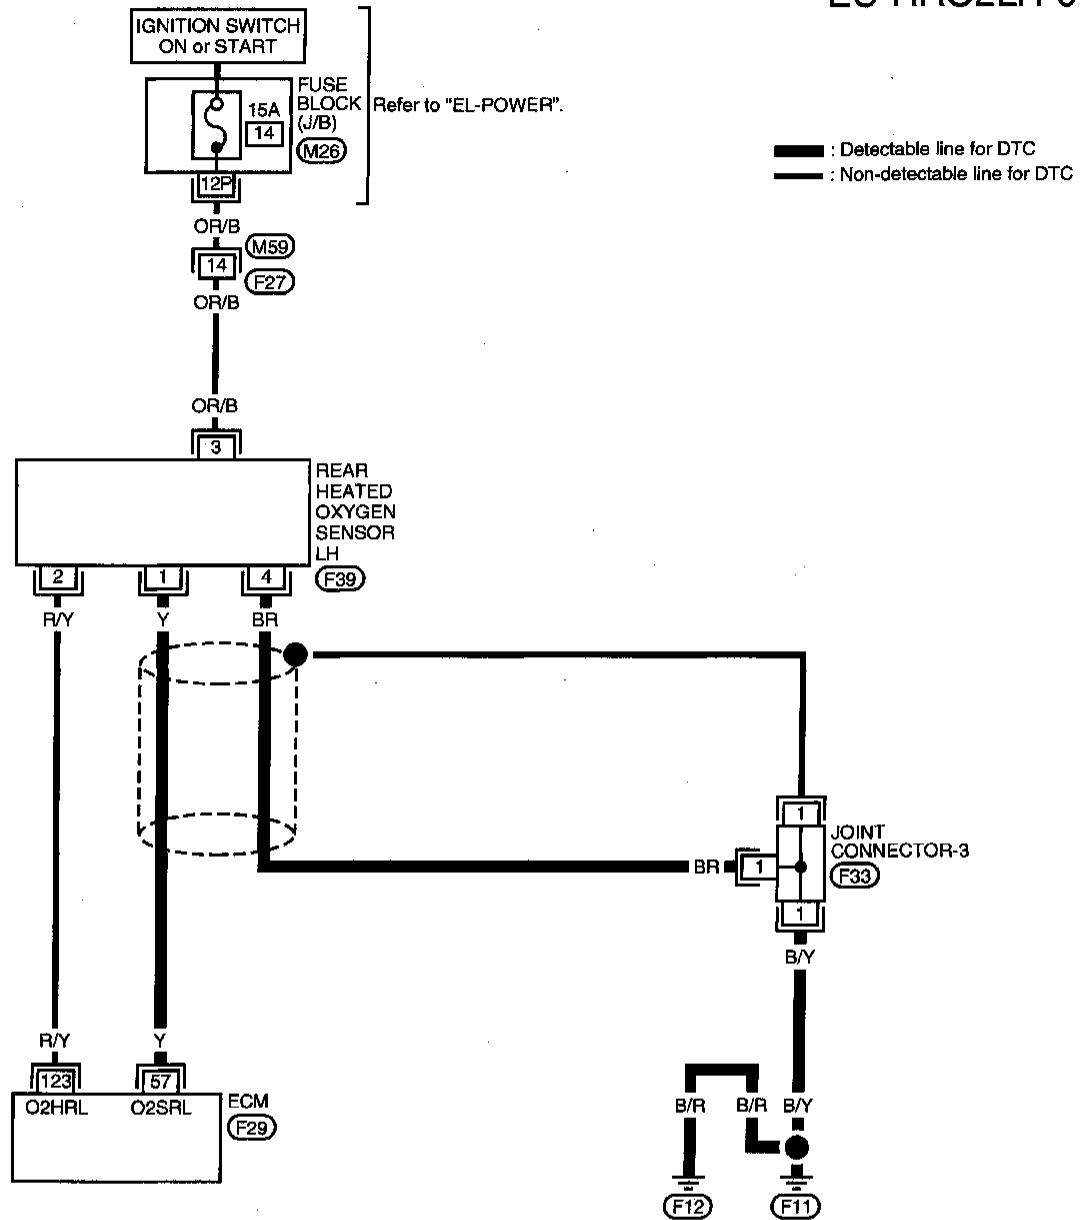 IGNITION SWITCH
ON or START
FUSE
BLOCK
(J/B)
M26
15A
14
Refer to "EL-POWER".
: Detectable line for DTC
: Non-detectable line for DTC
12P
OR/B
M59
14
F27
OR/B
OR/B
3
REAR
HEATED
OXYGEN
SENSOR
LH
F39
2
1
4
R/Y
Y
BR
1
JOINT
CONNECTOR-3
F33
BR
1
1
B/Y
R/Y
Y
123
57
O2HRL
O2SRL
ECM
F29
B/R
B/R
B/Y
F12
F11